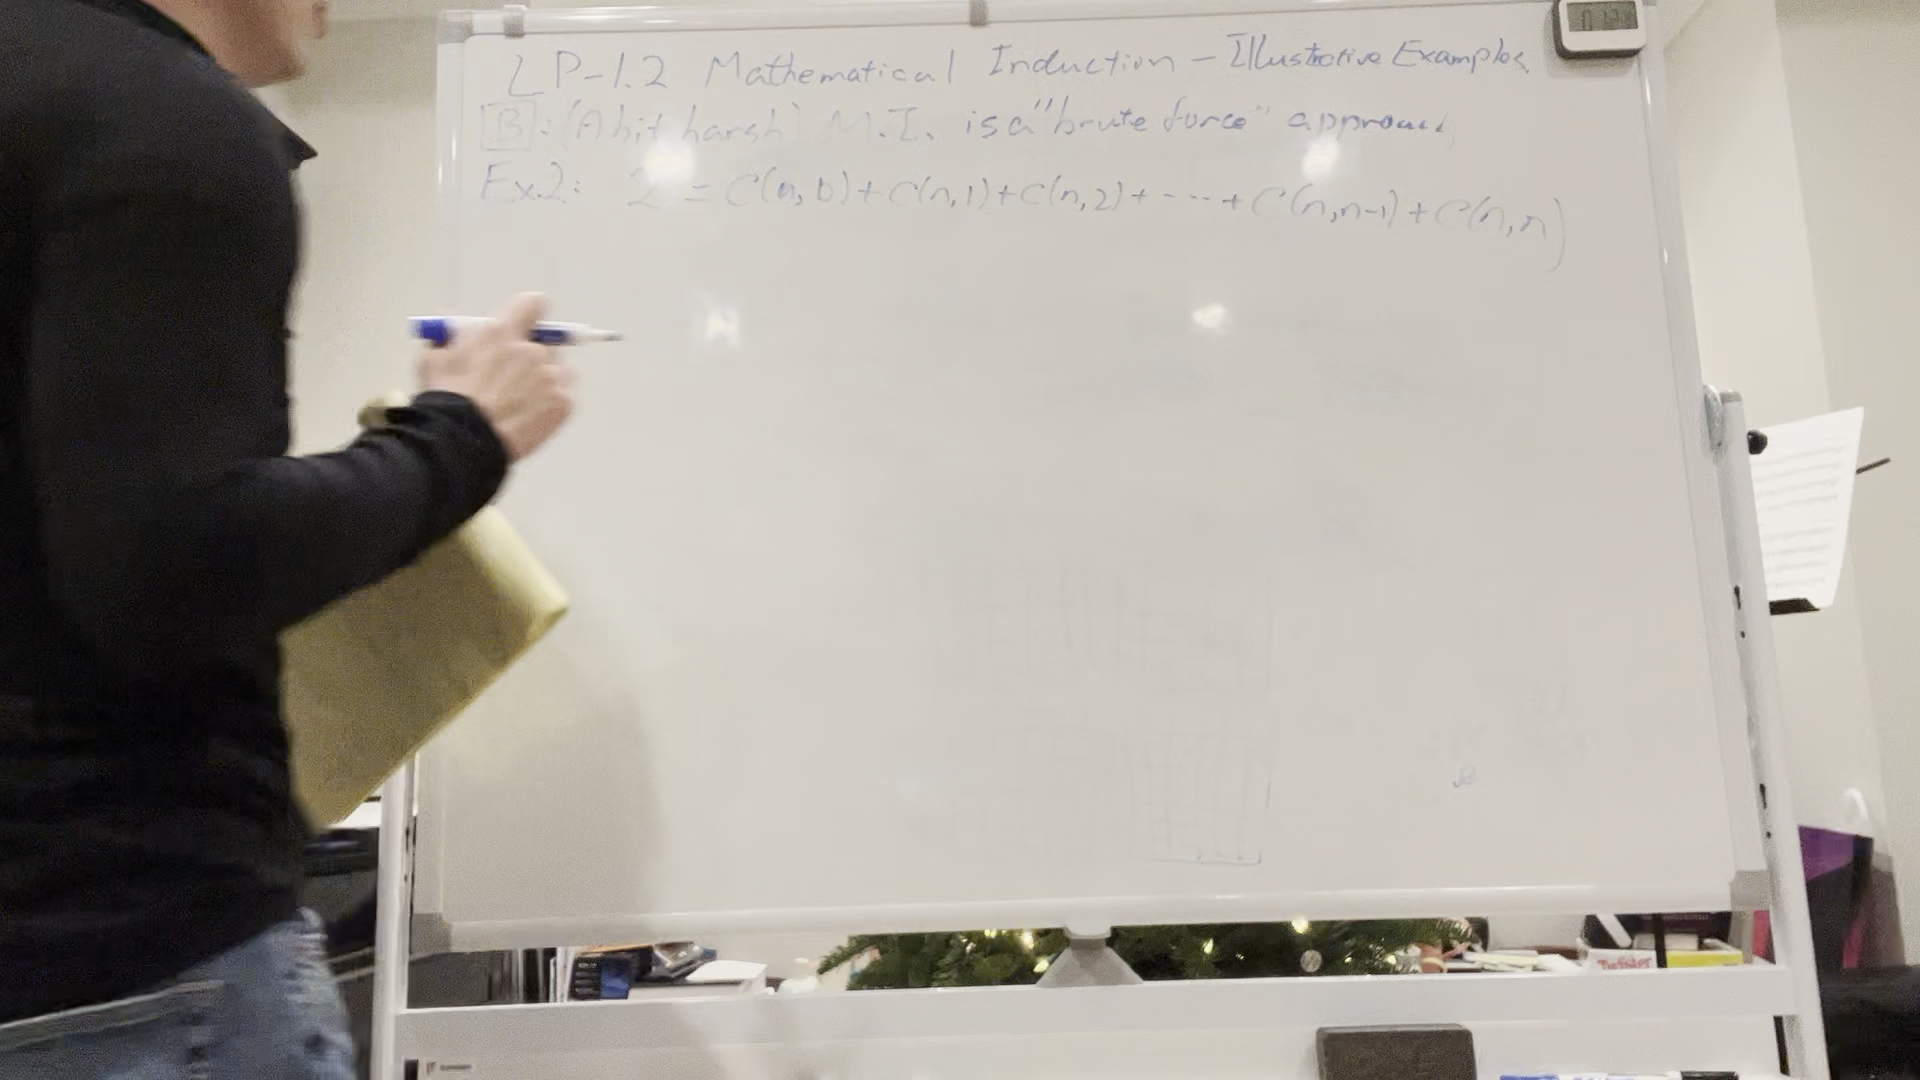 LP-1.2 Mathematical Induction - Illustrative Examples
B: (A bit harsh) M.I. is a "brute force" approach
Ex.2: 2 = C(n,0)+C(n,1)+C(n,2)+----+C(n,n-1)+C(n,n)
Twister